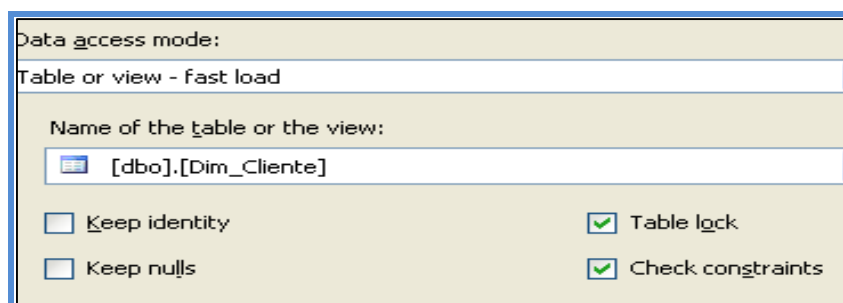 Data access mode:
Table or view - fast load
Name of the table or the view:
[dbo].[Dim_Cliente]
Keep identity
Table lock
Keep nulls
Check constraints